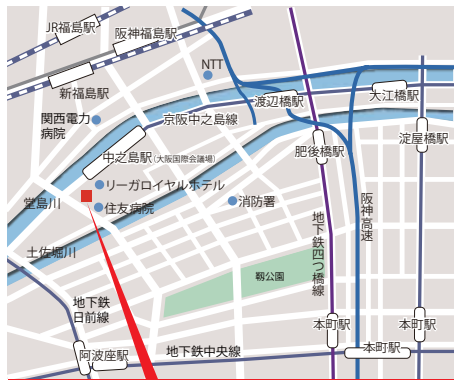 JR福島駅
阪神福島駅
NTT
新福島駅
渡辺橋駅
大江橋駅
関西電力
病院
京阪中之島線
淀屋橋駅
肥後橋駅
中之島駅(大阪国際会議場)
リーガロイヤルホテル
堂島川
住友病院
消防署
阪神高速
地下鉄四つ橋線
土佐堀川
靱公園
地下鉄
日前線
本町駅
本町駅
阿波座駅
地下鉄中央線
本町駅